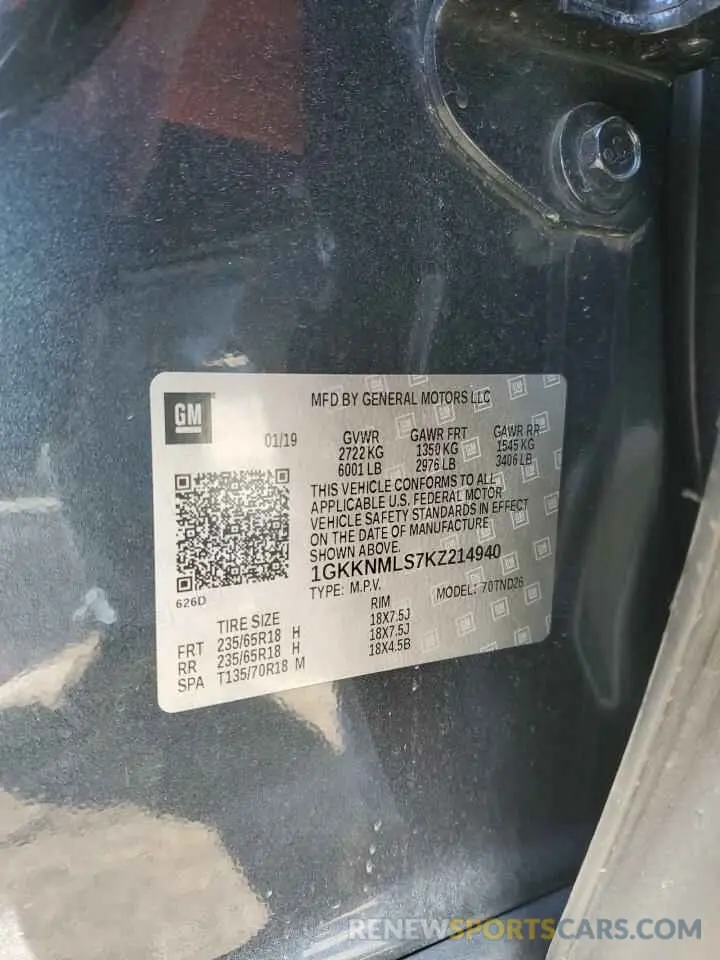 MFD BY GENERAL MOTORS LLC
GM
01/19
GVWR GAWR FRT GAWR RR
2722 KG 1350 KG 1545 KG
6001 LB 2976 LB 3406 LB
THIS VEHICLE CONFORMS TO ALL
APPLICABLE U.S. FEDERAL MOTOR
VEHICLE SAFETY STANDARDS IN EFFECT
ON THE DATE OF MANUFACTURE
SHOWN ABOVE.
1GKKNMLS7KZ214940
TYPE: M.P.V. MODEL: 70TND26
626D
TIRE SIZE RIM
FRT 235/65R18 H 18X7.5J
RR 235/65R18 H 18X7.5J
SPA T135/70R18 M 18X4.5B
RENEWSPORTSCARS.COM